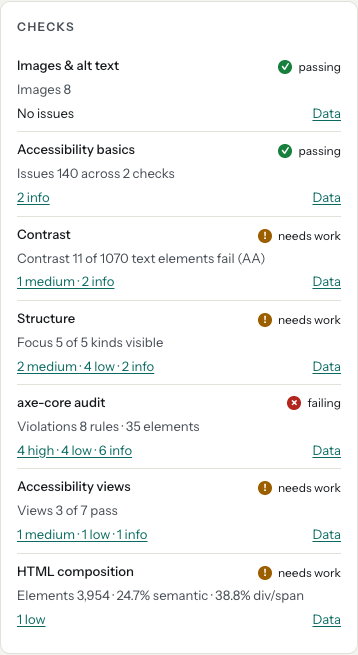 CHECKS
Images & alt text passing
Images 8
No issues Data
Accessibility basics passing
Issues 140 across 2 checks
2 info Data
Contrast needs work
Contrast 11 of 1070 text elements fail (AA)
1 medium · 2 info Data
Structure needs work
Focus 5 of 5 kinds visible
2 medium · 4 low · 2 info Data
axe-core audit failing
Violations 8 rules · 35 elements
4 high · 4 low · 6 info Data
Accessibility views needs work
Views 3 of 7 pass
1 medium · 1 low · 1 info Data
HTML composition needs work
Elements 3,954 · 24.7% semantic · 38.8% div/span
1 low Data